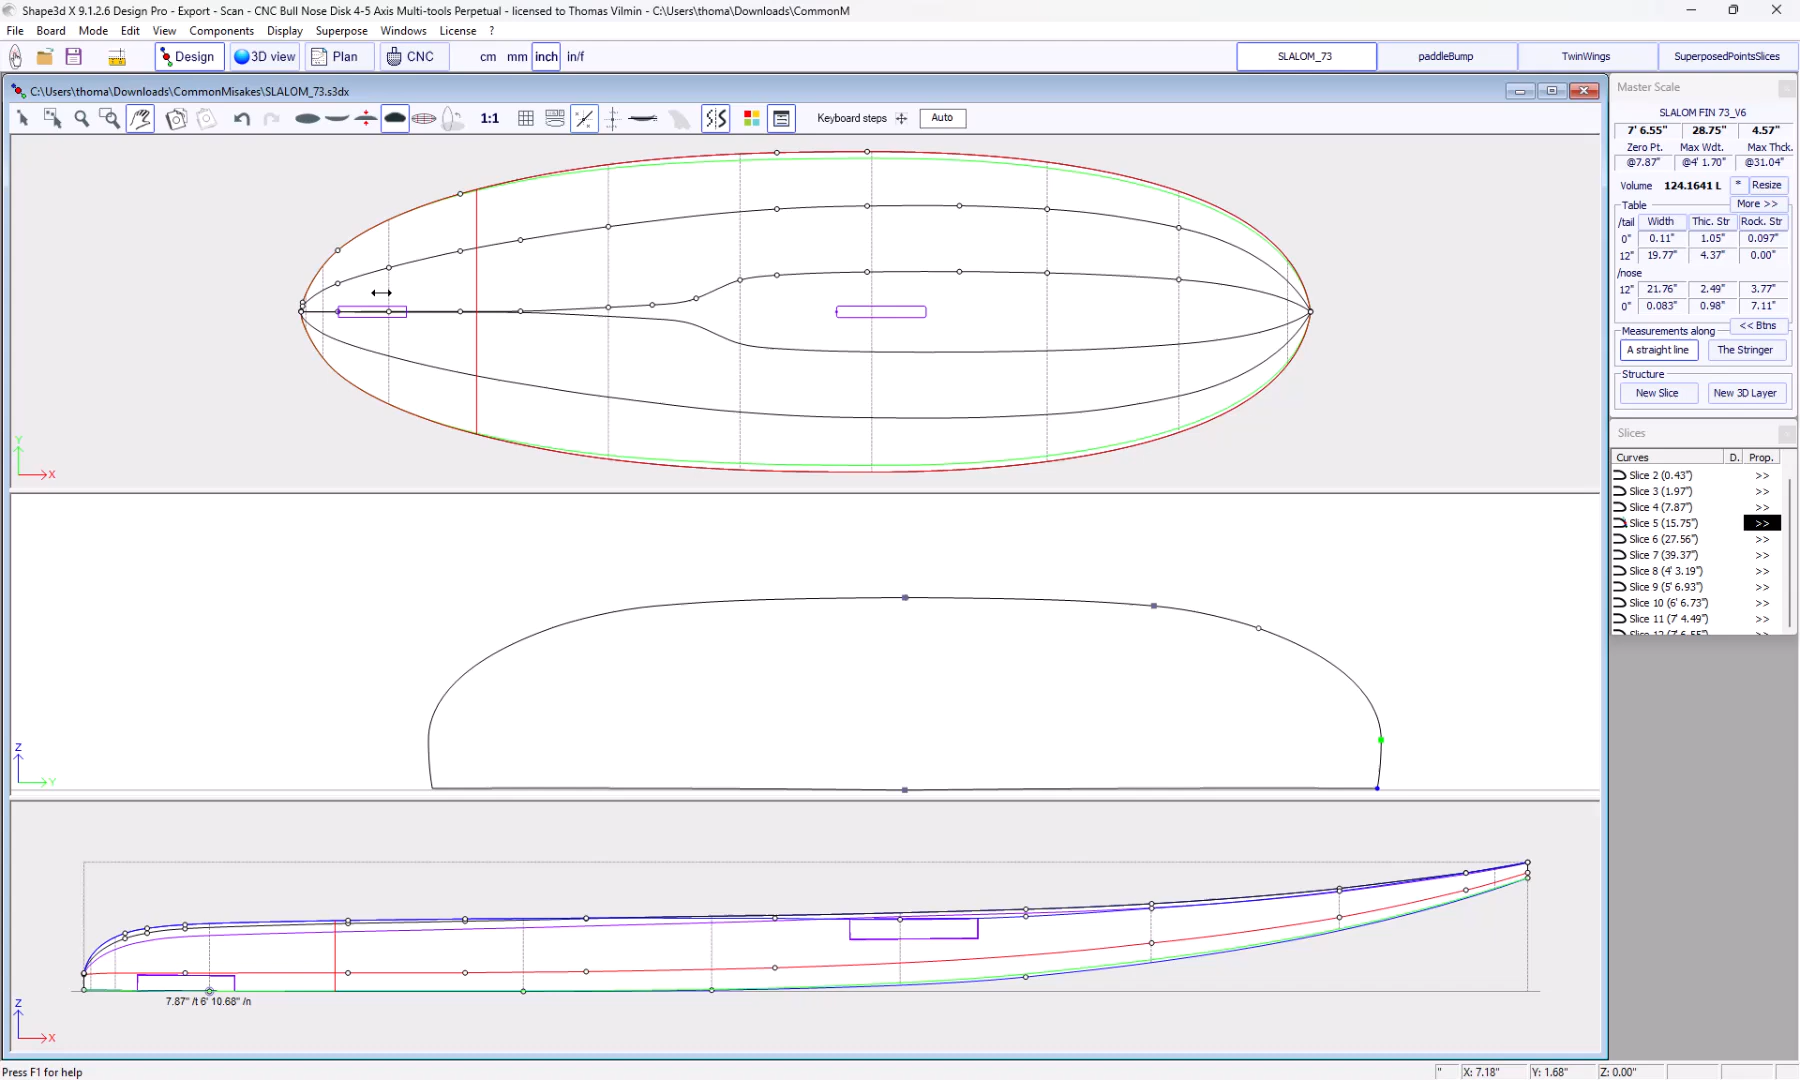 Shape3d X 9.1.2.6 Design Pro - Export - Scan - CNC Bull Nose Disk 4-5 Axis Multi-tools Perpetual - licensed to Thomas Vilmin - C:\Users\thoma\Downloads\CommonM
File Board Mode Edit View Components Display Superpose Windows License ?
Design 3D view Plan CNC cm mm inch in/f SLALOM_73 paddleBump TwinWings SuperposedPointsSlices
C:\Users\thoma\Downloads\CommonMisakes\SLALOM_73.s3dx
1:1 Keyboard steps Auto
Master Scale
SLALOM FIN 73_V6
7' 6.55" 28.75" 4.57"
Zero Pt. Max Wdt. Max Thck.
@7.87" @4' 1.70" @31.04"
Volume 124.1641 L * Resize
Table More >>
/tail Width Thic. Str Rock. Str
0" 0.11" 1.05" 0.097"
12" 19.77" 4.37" 0.00"
/nose
12" 21.76" 2.49" 3.77"
0" 0.083" 0.98" 7.11"
Measurements along << Btns
A straight line The Stringer
Structure
New Slice New 3D Layer
Slices
Curves D. Prop.
Slice 2 (0.43") >>
Slice 3 (1.97") >>
Slice 4 (7.87") >>
Slice 5 (15.75") >>
Slice 6 (27.56") >>
Slice 7 (39.37") >>
Slice 8 (4' 3.19") >>
Slice 9 (5' 6.93") >>
Slice 10 (6' 6.73") >>
Slice 11 (7' 4.49") >>
Slice 12 (7' 6.55") >>
Y
X
Z
Y
7.87" /t 6' 10.68" /n
Z
X
Press F1 for help " X: 7.18" Y: 1.68" Z: 0.00"